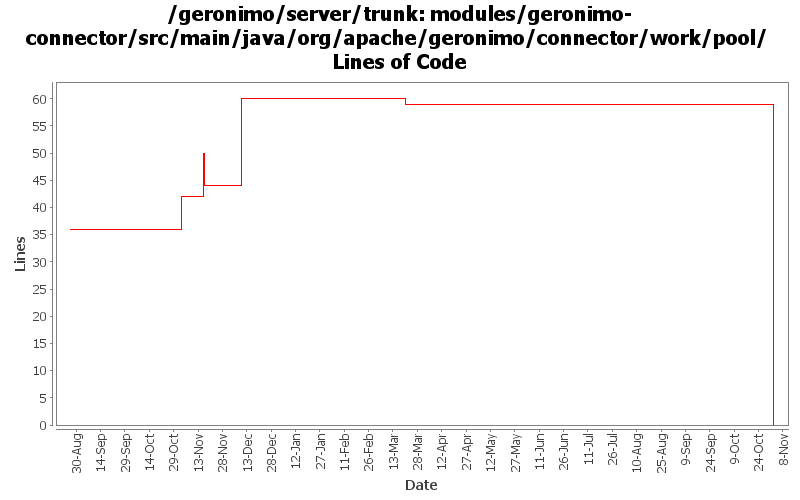 /geronimo/server/trunk: modules/geronimo-
connector/src/main/java/org/apache/geronimo/connector/work/pool/
Lines of Code
60
55
50
45
40
35
30
25
20
15
10
5
0
Lines
30-Aug
14-Sep
29-Sep
14-Oct
29-Oct
13-Nov
28-Nov
13-Dec
28-Dec
12-Jan
27-Jan
11-Feb
26-Feb
13-Mar
28-Mar
12-Apr
27-Apr
12-May
27-May
11-Jun
26-Jun
11-Jul
26-Jul
10-Aug
25-Aug
9-Sep
24-Sep
9-Oct
24-Oct
8-Nov
Date